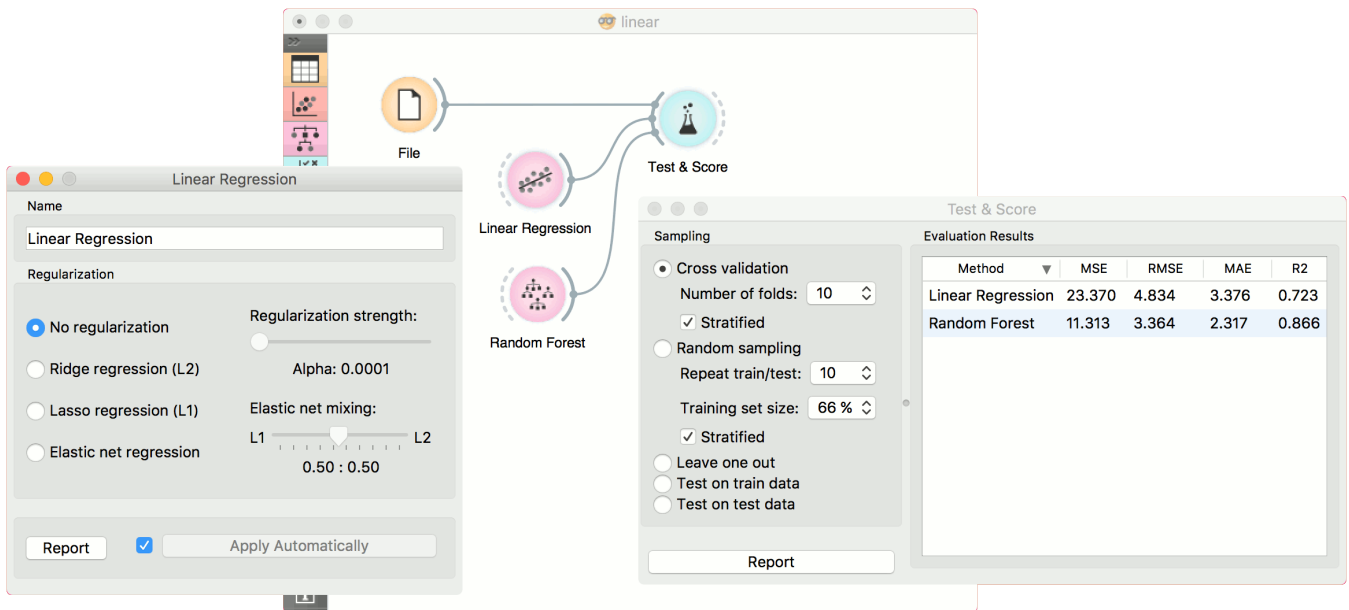 linear
File
Test & Score
Linear Regression
Random Forest
Linear Regression
Name
Linear Regression
Regularization
No regularization
Ridge regression (L2)
Lasso regression (L1)
Elastic net regression
Regularization strength:
Alpha: 0.0001
Elastic net mixing:
L1 L2
0.50 : 0.50
Report
Apply Automatically
Test & Score
Sampling
Cross validation
Number of folds: 10
Stratified
Random sampling
Repeat train/test: 10
Training set size: 66 %
Stratified
Leave one out
Test on train data
Test on test data
Report
Evaluation Results
Method MSE RMSE MAE R2
Linear Regression 23.370 4.834 3.376 0.723
Random Forest 11.313 3.364 2.317 0.866